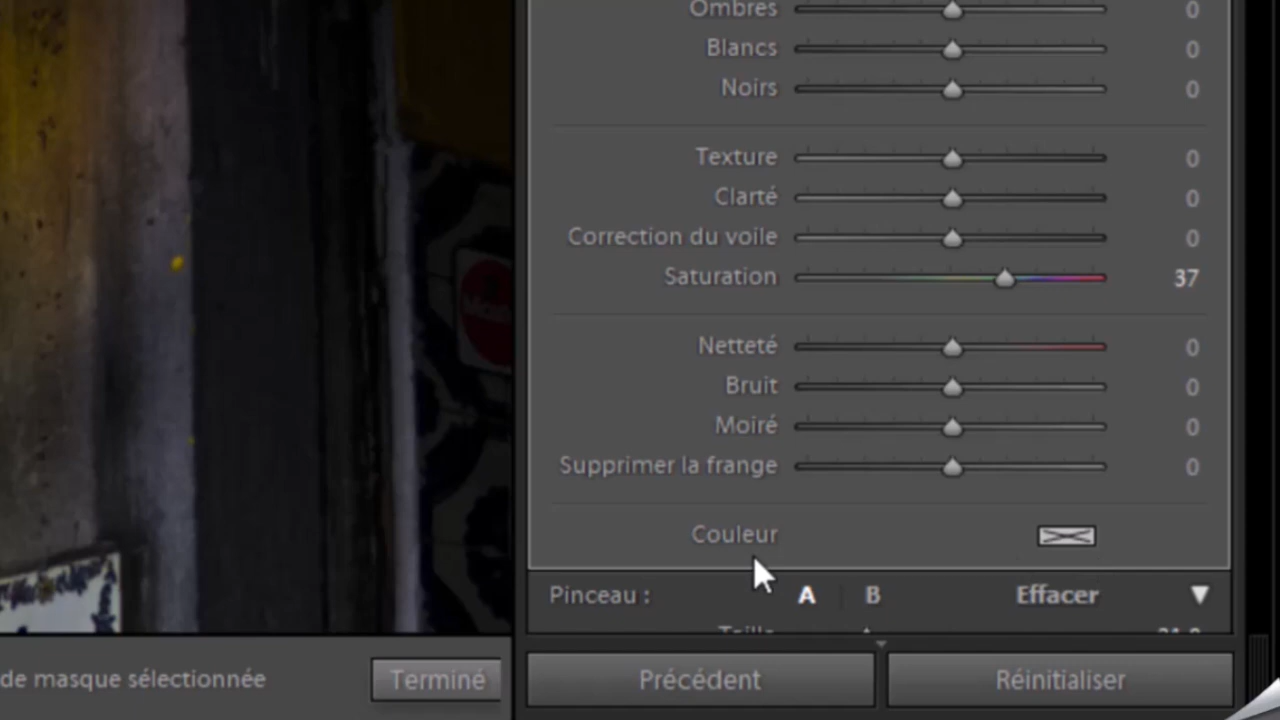 Ombres 0
Blancs 0
Noirs 0
Texture 0
Clarté 0
Correction du voile 0
Saturation 37
Netteté 0
Bruit 0
Moiré 0
Supprimer la frange 0
Couleur
Pinceau : A B Effacer
de masque sélectionnée Terminé Précédent Réinitialiser